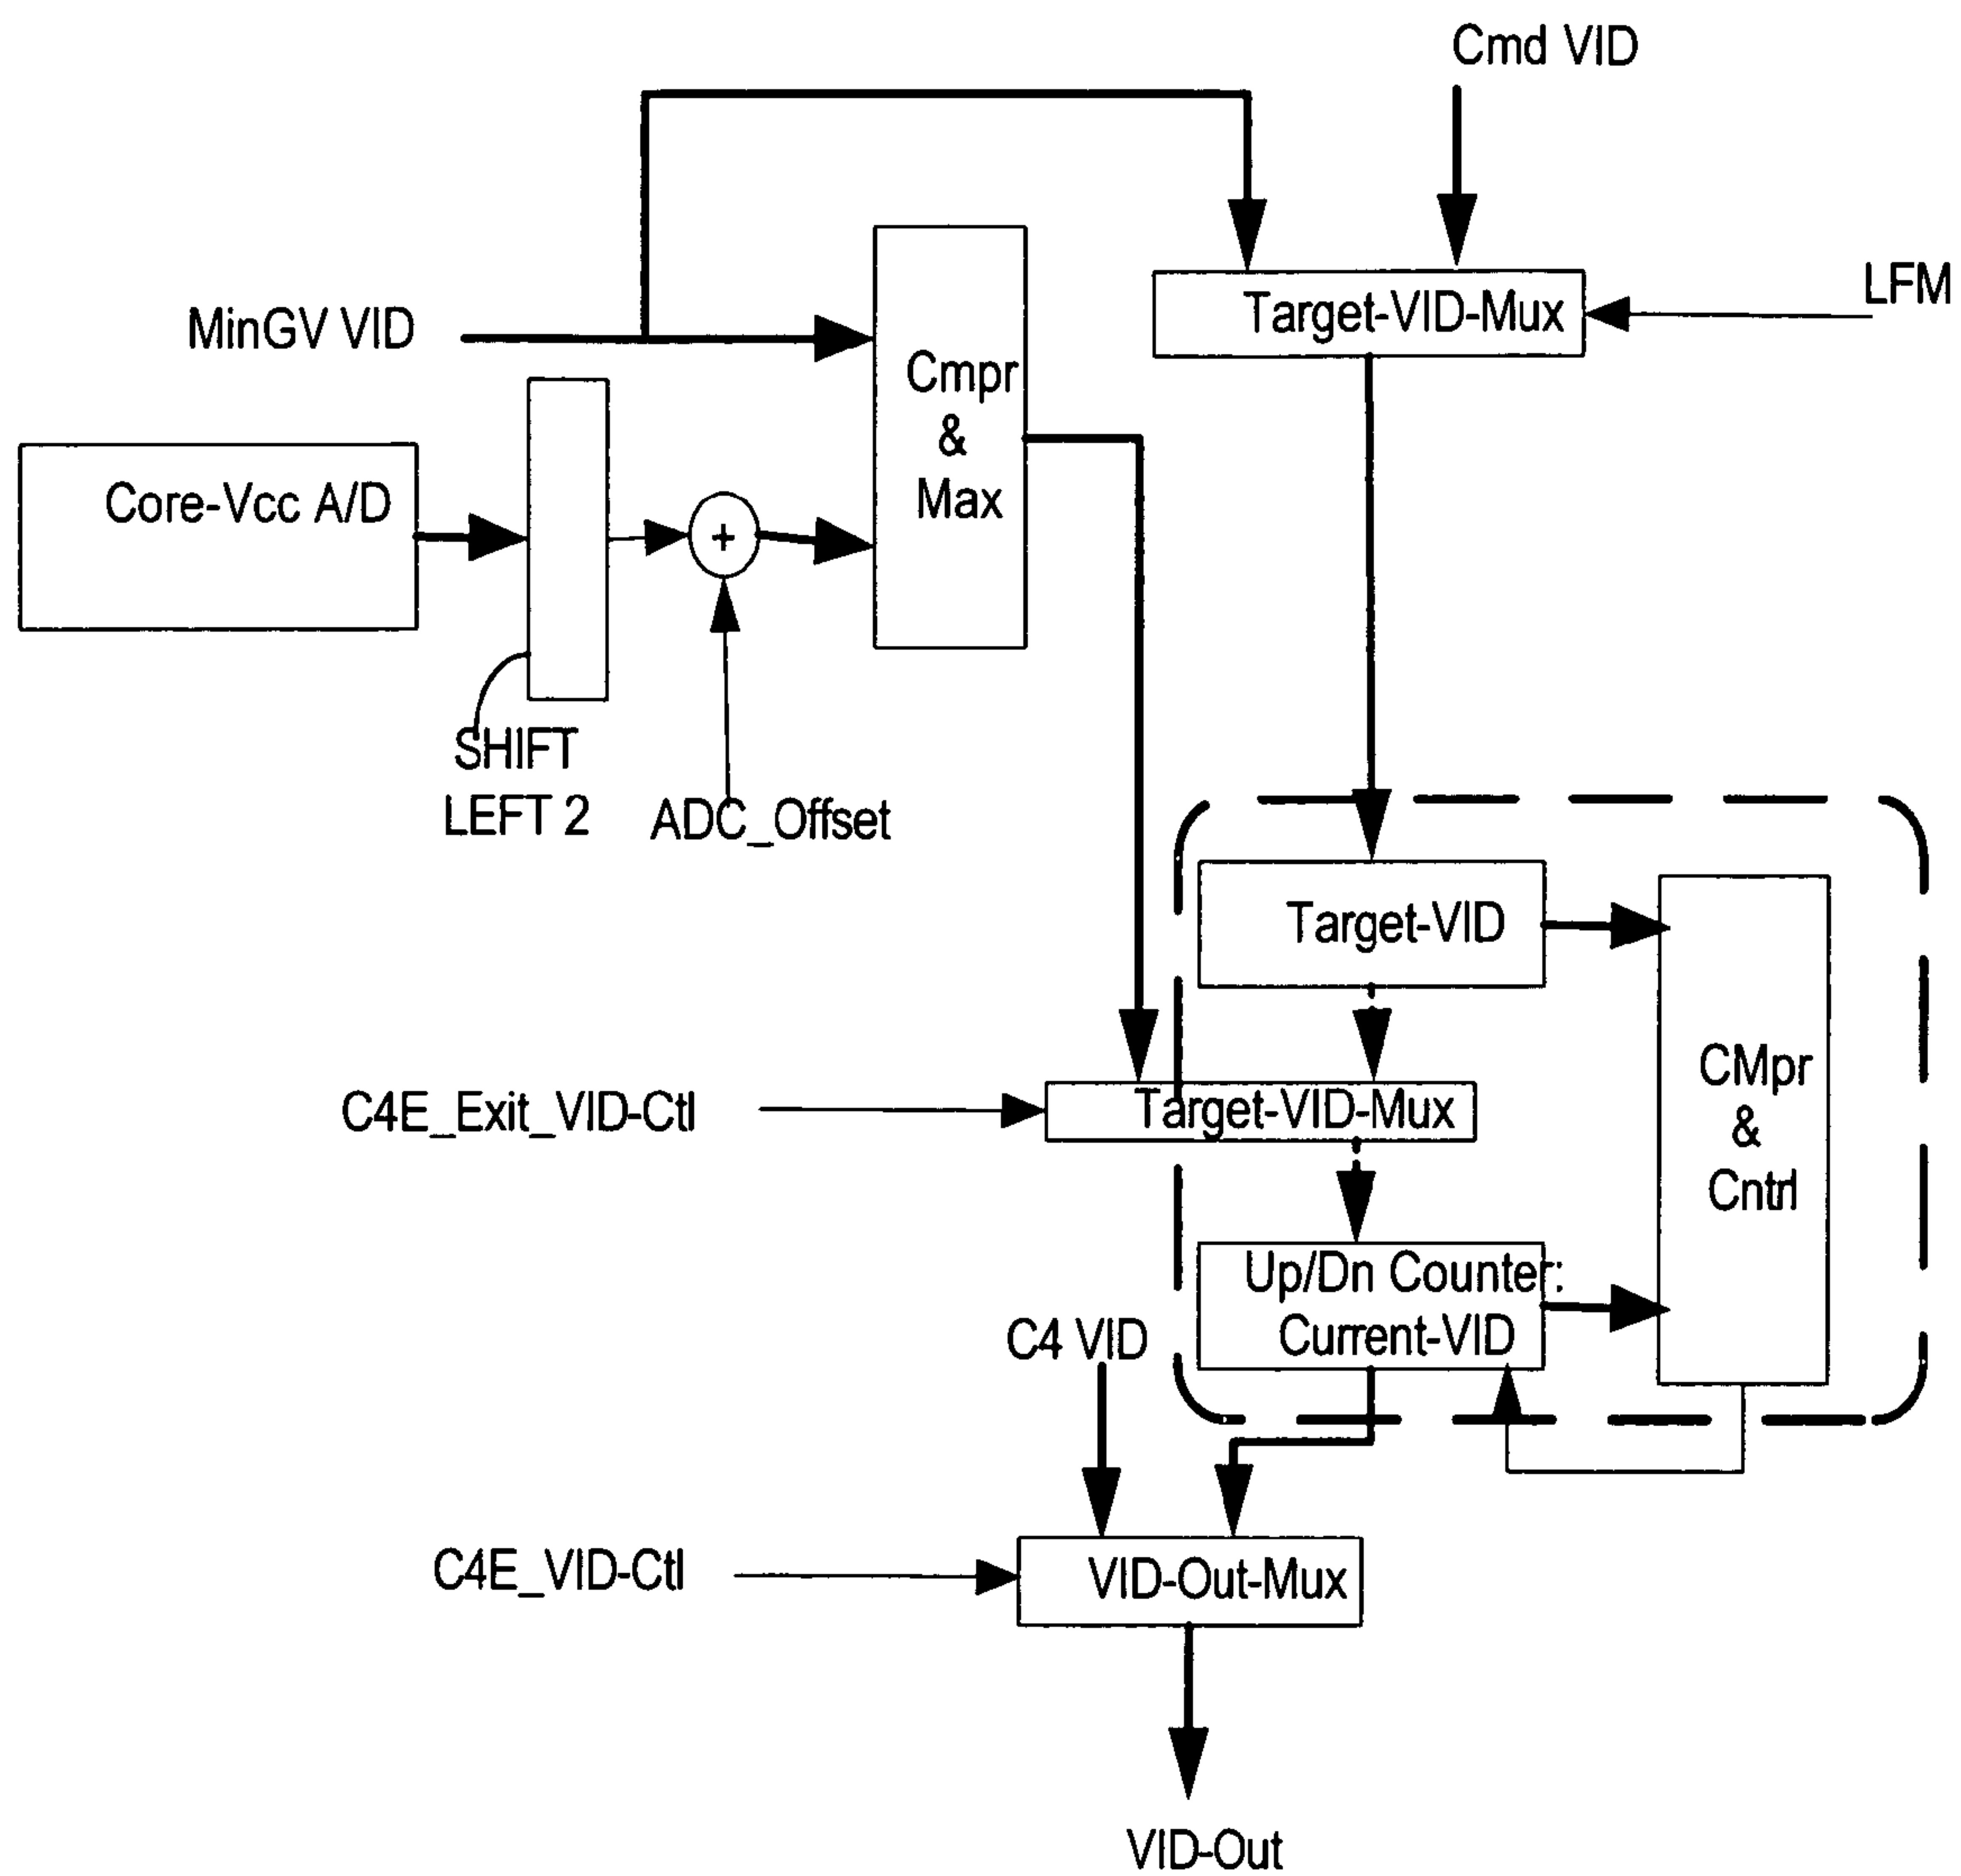 Cmd VID
LFM
Target-VID-Mux
MinGV VID
Cmpr
&
Max
Core-Vcc A/D
+
SHIFT
LEFT 2
ADC_Offset
Target-VID
C4E_Exit_VID-Ctl
Target-VID-Mux
CMpr
&
Cntrl
Up/Dn Counter:
Current-VID
C4 VID
C4E_VID-Ctl
VID-Out-Mux
VID-Out